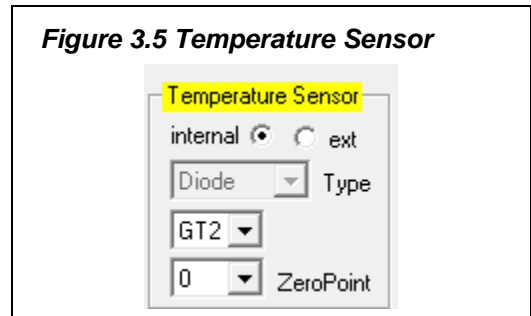 Figure 3.5 Temperature Sensor
Temperature Sensor
internal ext
Diode Type
GT2
0 ZeroPoint